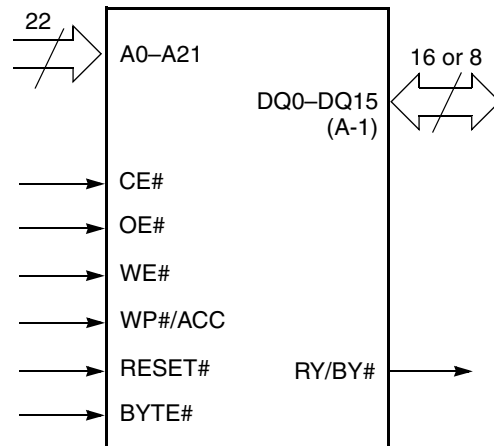 22
A0–A21
16 or 8
DQ0–DQ15
(A-1)
CE#
OE#
WE#
WP#/ACC
RESET#
RY/BY#
BYTE#